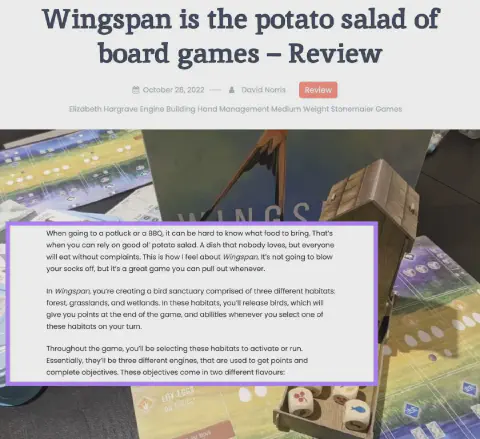 Wingspan is the potato salad of
board games – Review
October 28, 2022 — David Norris Review
Elizabeth Hargrave Engine Building Hand Management Medium Weight Stonemaier Games
WINGS
When going to a potluck or a BBQ, it can be hard to know what food to bring. That's
when you can rely on good ol' potato salad. A dish that nobody loves, but everyone
will eat without complaints. This is how I feel about Wingspan. It's not going to blow
your socks off, but it's a great game you can pull out whenever.
In Wingspan, you're creating a bird sanctuary comprised of three different habitats:
forest, grasslands, and wetlands. In these habitats, you'll release birds, which will
give you points at the end of the game, and abilities whenever you select one of
these habitats on your turn.
Throughout the game, you'll be selecting these habitats to activate or run.
Essentially, they'll be three different engines, that are used to get points and
complete objectives. These objectives come in two different flavours:
LAY EGGS